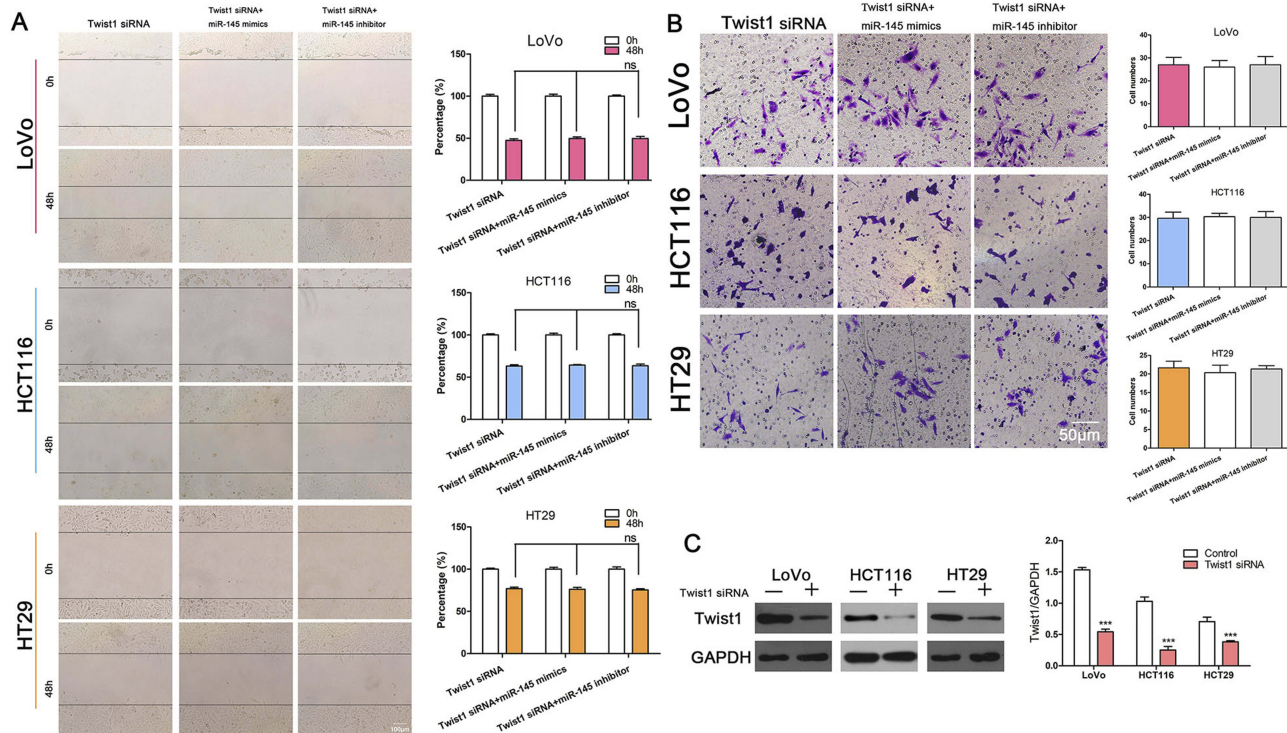 A
Twist1 siRNA
Twist1 siRNA+
miR-145 mimics
Twist1 siRNA+
miR-145 inhibitor
LoVo
0h
48h
HCT116
0h
48h
HT29
0h
48h
100μm
LoVo
0h
48h
ns
Percentage (%)
150
100
50
0
Twist1 siRNA
Twist1 siRNA+miR-145 mimics
Twist1 siRNA+miR-145 inhibitor
HCT116
0h
48h
ns
Percentage (%)
150
100
50
0
Twist1 siRNA
Twist1 siRNA+miR-145 mimics
Twist1 siRNA+miR-145 inhibitor
HT29
0h
48h
ns
Percentage (%)
150
100
50
0
Twist1 siRNA
Twist1 siRNA+miR-145 mimics
Twist1 siRNA+miR-145 inhibitor
B
Twist1 siRNA
Twist1 siRNA+
miR-145 mimics
Twist1 siRNA+
miR-145 inhibitor
LoVo
HCT116
HT29
50μm
LoVo
Cell numbers
40
30
20
10
0
Twist1 siRNA
Twist1 siRNA+miR-145 mimics
Twist1 siRNA+miR-145 inhibitor
HCT116
Cell numbers
40
30
20
10
0
Twist1 siRNA
Twist1 siRNA+miR-145 mimics
Twist1 siRNA+miR-145 inhibitor
HT29
Cell numbers
25
20
15
10
5
0
Twist1 siRNA
Twist1 siRNA+miR-145 mimics
Twist1 siRNA+miR-145 inhibitor
C
LoVo HCT116 HT29
Twist1 siRNA — + — + — +
Twist1
GAPDH
Control
Twist1 siRNA
Twist1/GAPDH
2.0
1.5
1.0
0.5
0.0
*** *** ***
LoVo HCT116 HCT29